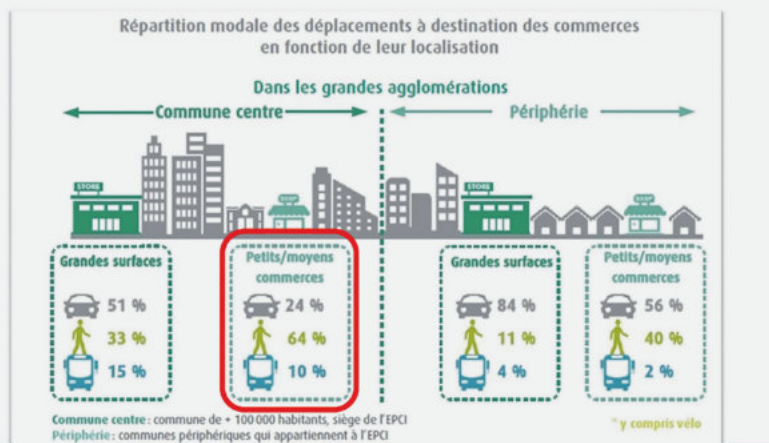 Répartition modale des déplacements à destination des commerces
en fonction de leur localisation
Dans les grandes agglomérations
Commune centre
Périphérie
STORE
SHOP
STORE
SHOP
Grandes surfaces
51 %
33 %
15 %
Petits/moyens
commerces
24 %
64 %
10 %
Grandes surfaces
84 %
11 %
4 %
Petits/moyens
commerces
56 %
40 %
2 %
Commune centre : commune de + 100 000 habitants, siège de l'EPCI
Périphérie : communes périphériques qui appartiennent à l'EPCI
* y compris vélo